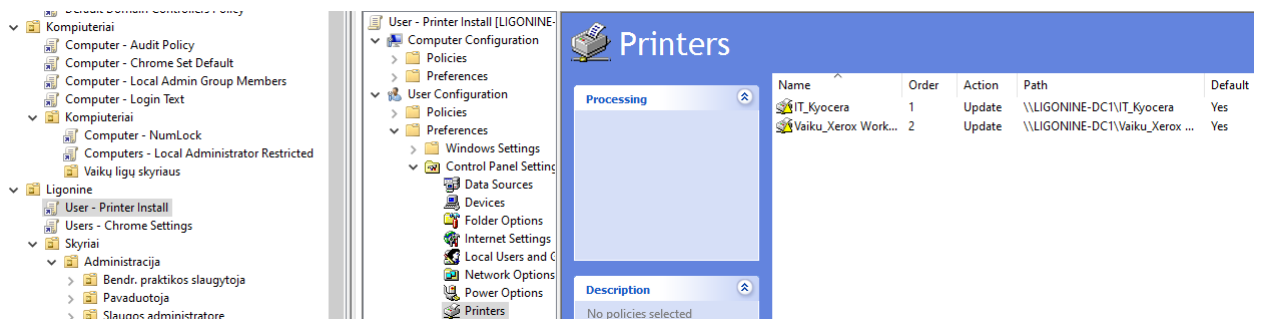 Default Domain Controllers Policy
Kompiuteriai
Computer - Audit Policy
Computer - Chrome Set Default
Computer - Local Admin Group Members
Computer - Login Text
Kompiuteriai
Computer - NumLock
Computers - Local Administrator Restricted
Vaikų ligų skyriaus
Ligonine
User - Printer Install
Users - Chrome Settings
Skyriai
Administracija
Bendr. praktikos slaugytoja
Pavaduotoja
Slaugos administratore
User - Printer Install [LIGONINE-
Computer Configuration
Policies
Preferences
User Configuration
Policies
Preferences
Windows Settings
Control Panel Setting
Data Sources
Devices
Folder Options
Internet Settings
Local Users and G
Network Options
Power Options
Printers
Printers
Processing
Description
No policies selected
Name Order Action Path Default
IT_Kyocera 1 Update \\LIGONINE-DC1\IT_Kyocera Yes
Vaiku_Xerox Work... 2 Update \\LIGONINE-DC1\Vaiku_Xerox ... Yes